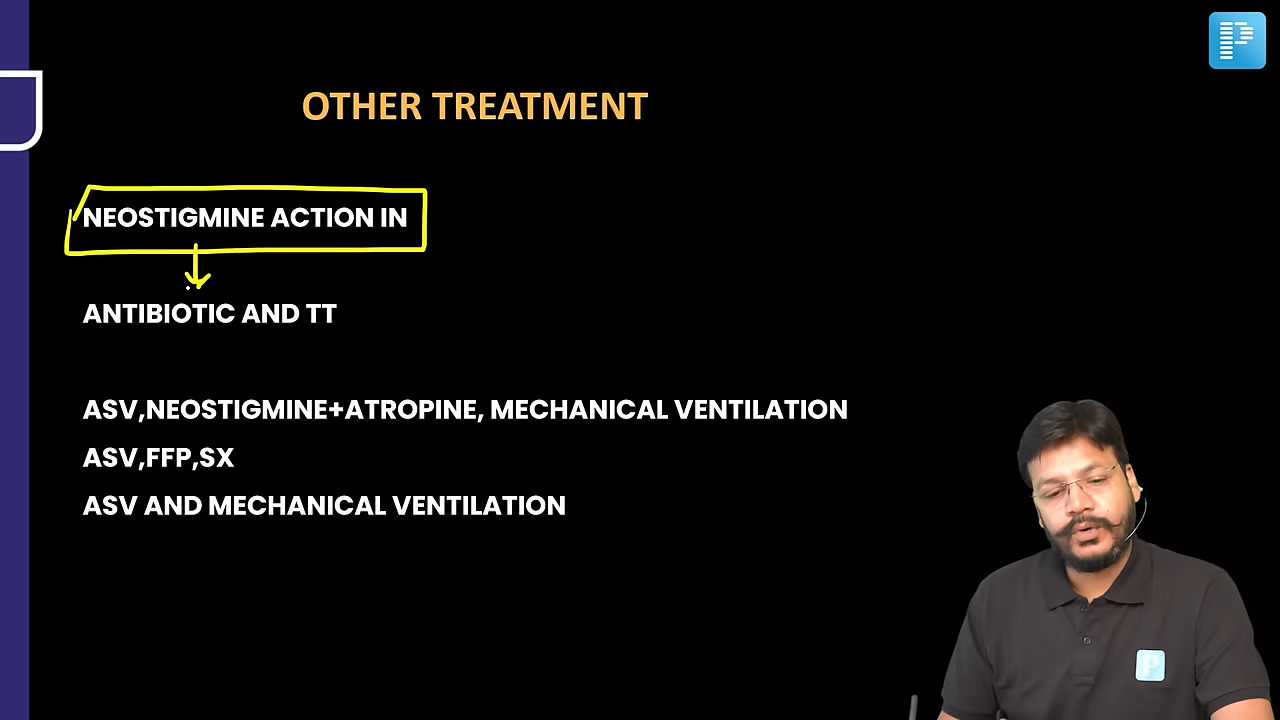 OTHER TREATMENT
NEOSTIGMINE ACTION IN
ANTIBIOTIC AND TT
ASV,NEOSTIGMINE+ATROPINE, MECHANICAL VENTILATION
ASV,FFP,SX
ASV AND MECHANICAL VENTILATION